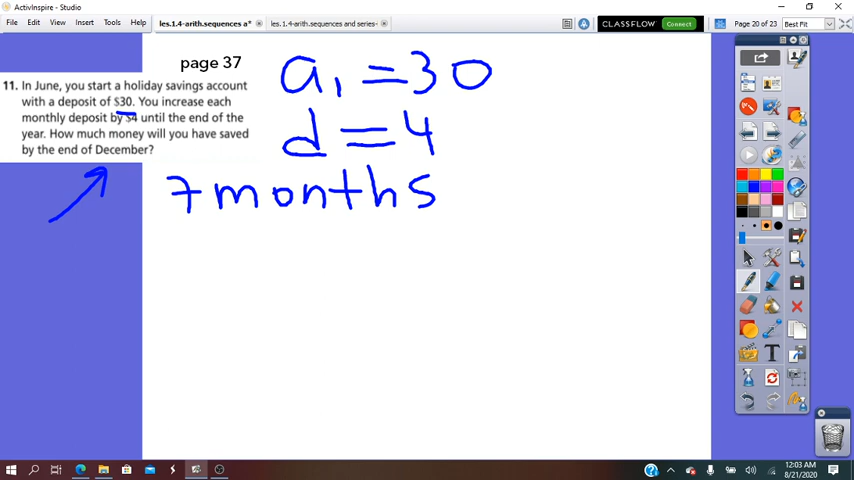 ActivInspire - Studio
File Edit View Insert Tools Help
les.1.4-arith.sequences a*
les.1.4-arith.sequences and series-
CLASSFLOW
Connect
Page 20 of 23
Best Fit
page 37
11. In June, you start a holiday savings account
with a deposit of $30. You increase each
monthly deposit by $4 until the end of the
year. How much money will you have saved
by the end of December?
a₁ = 30
d = 4
7 months
12:03 AM
8/21/2020